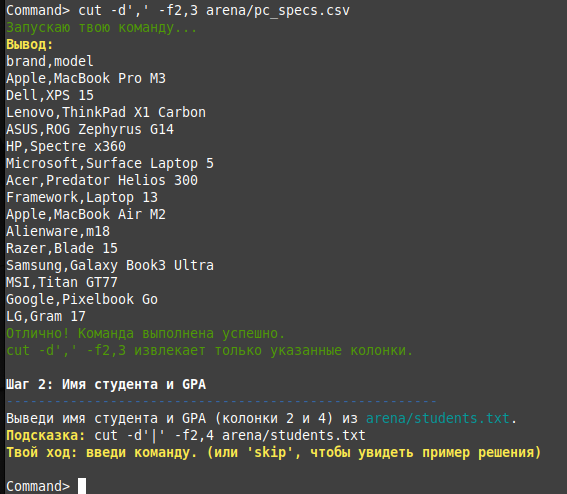 Command> cut -d',' -f2,3 arena/pc_specs.csv
Запускаю твою команду...
Вывод:
brand,model
Apple,MacBook Pro M3
Dell,XPS 15
Lenovo,ThinkPad X1 Carbon
ASUS,ROG Zephyrus G14
HP,Spectre x360
Microsoft,Surface Laptop 5
Acer,Predator Helios 300
Framework,Laptop 13
Apple,MacBook Air M2
Alienware,m18
Razer,Blade 15
Samsung,Galaxy Book3 Ultra
MSI,Titan GT77
Google,Pixelbook Go
LG,Gram 17
Отлично! Команда выполнена успешно.
cut -d',' -f2,3 извлекает только указанные колонки.
Шаг 2: Имя студента и GPA
-----------------------------------------------------
Выведи имя студента и GPA (колонки 2 и 4) из arena/students.txt.
Подсказка: cut -d'|' -f2,4 arena/students.txt
Твой ход: введи команду. (или 'skip', чтобы увидеть пример решения)
Command>